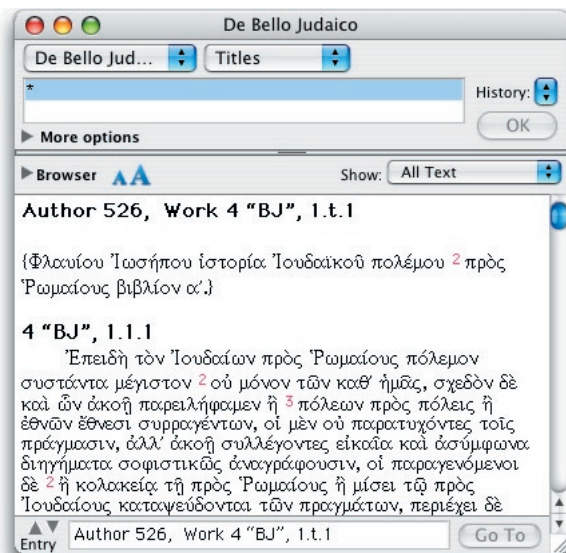 De Bello Judaico
De Bello Jud... Titles
*
History:
OK
More options
Browser AA Show: All Text
Author 526, Work 4 “BJ”, 1.t.1
{Φλαυίου Ἰωσήπου ἱστορία Ἰουδαϊκοῦ πολέμου 2 πρὸς
Ῥωμαίους βιβλίον αʹ.}
4 “BJ”, 1.1.1
Ἐπειδὴ τὸν Ἰουδαίων πρὸς Ῥωμαίους πόλεμον
συστάντα μέγιστον 2 οὐ μόνον τῶν καθ’ ἡμᾶς, σχεδὸν δὲ
καὶ ὧν ἀκοῇ παρειλήφαμεν ἢ 3 πόλεων πρὸς πόλεις ἢ
ἐθνῶν ἔθνεσι συρραγέντων, οἱ μὲν οὐ παρατυχόντες τοῖς
πράγμασιν, ἀλλ’ ἀκοῇ συλλέγοντες εἰκαῖα καὶ ἀσύμφωνα
διηγήματα σοφιστικῶς ἀναγράφουσιν, οἱ παραγενόμενοι
δὲ 2 ἢ κολακείᾳ τῇ πρὸς Ῥωμαίους ἢ μίσει τῷ πρὸς
Ἰουδαίους καταψεύδονται τῶν πραγμάτων, περιέχει δὲ
Entry Author 526, Work 4 “BJ”, 1.t.1 Go To